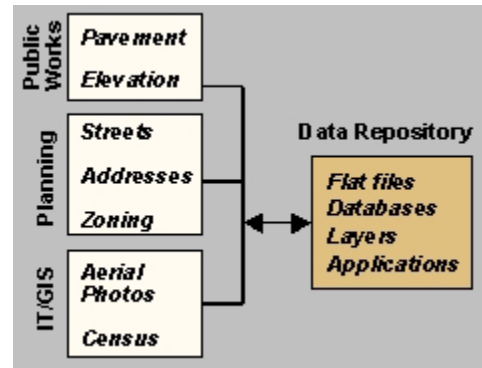 Public
Works
Pavement
Elevation
Planning
Streets
Addresses
Zoning
IT/GIS
Aerial
Photos
Census
Data Repository
Flat files
Databases
Layers
Applications